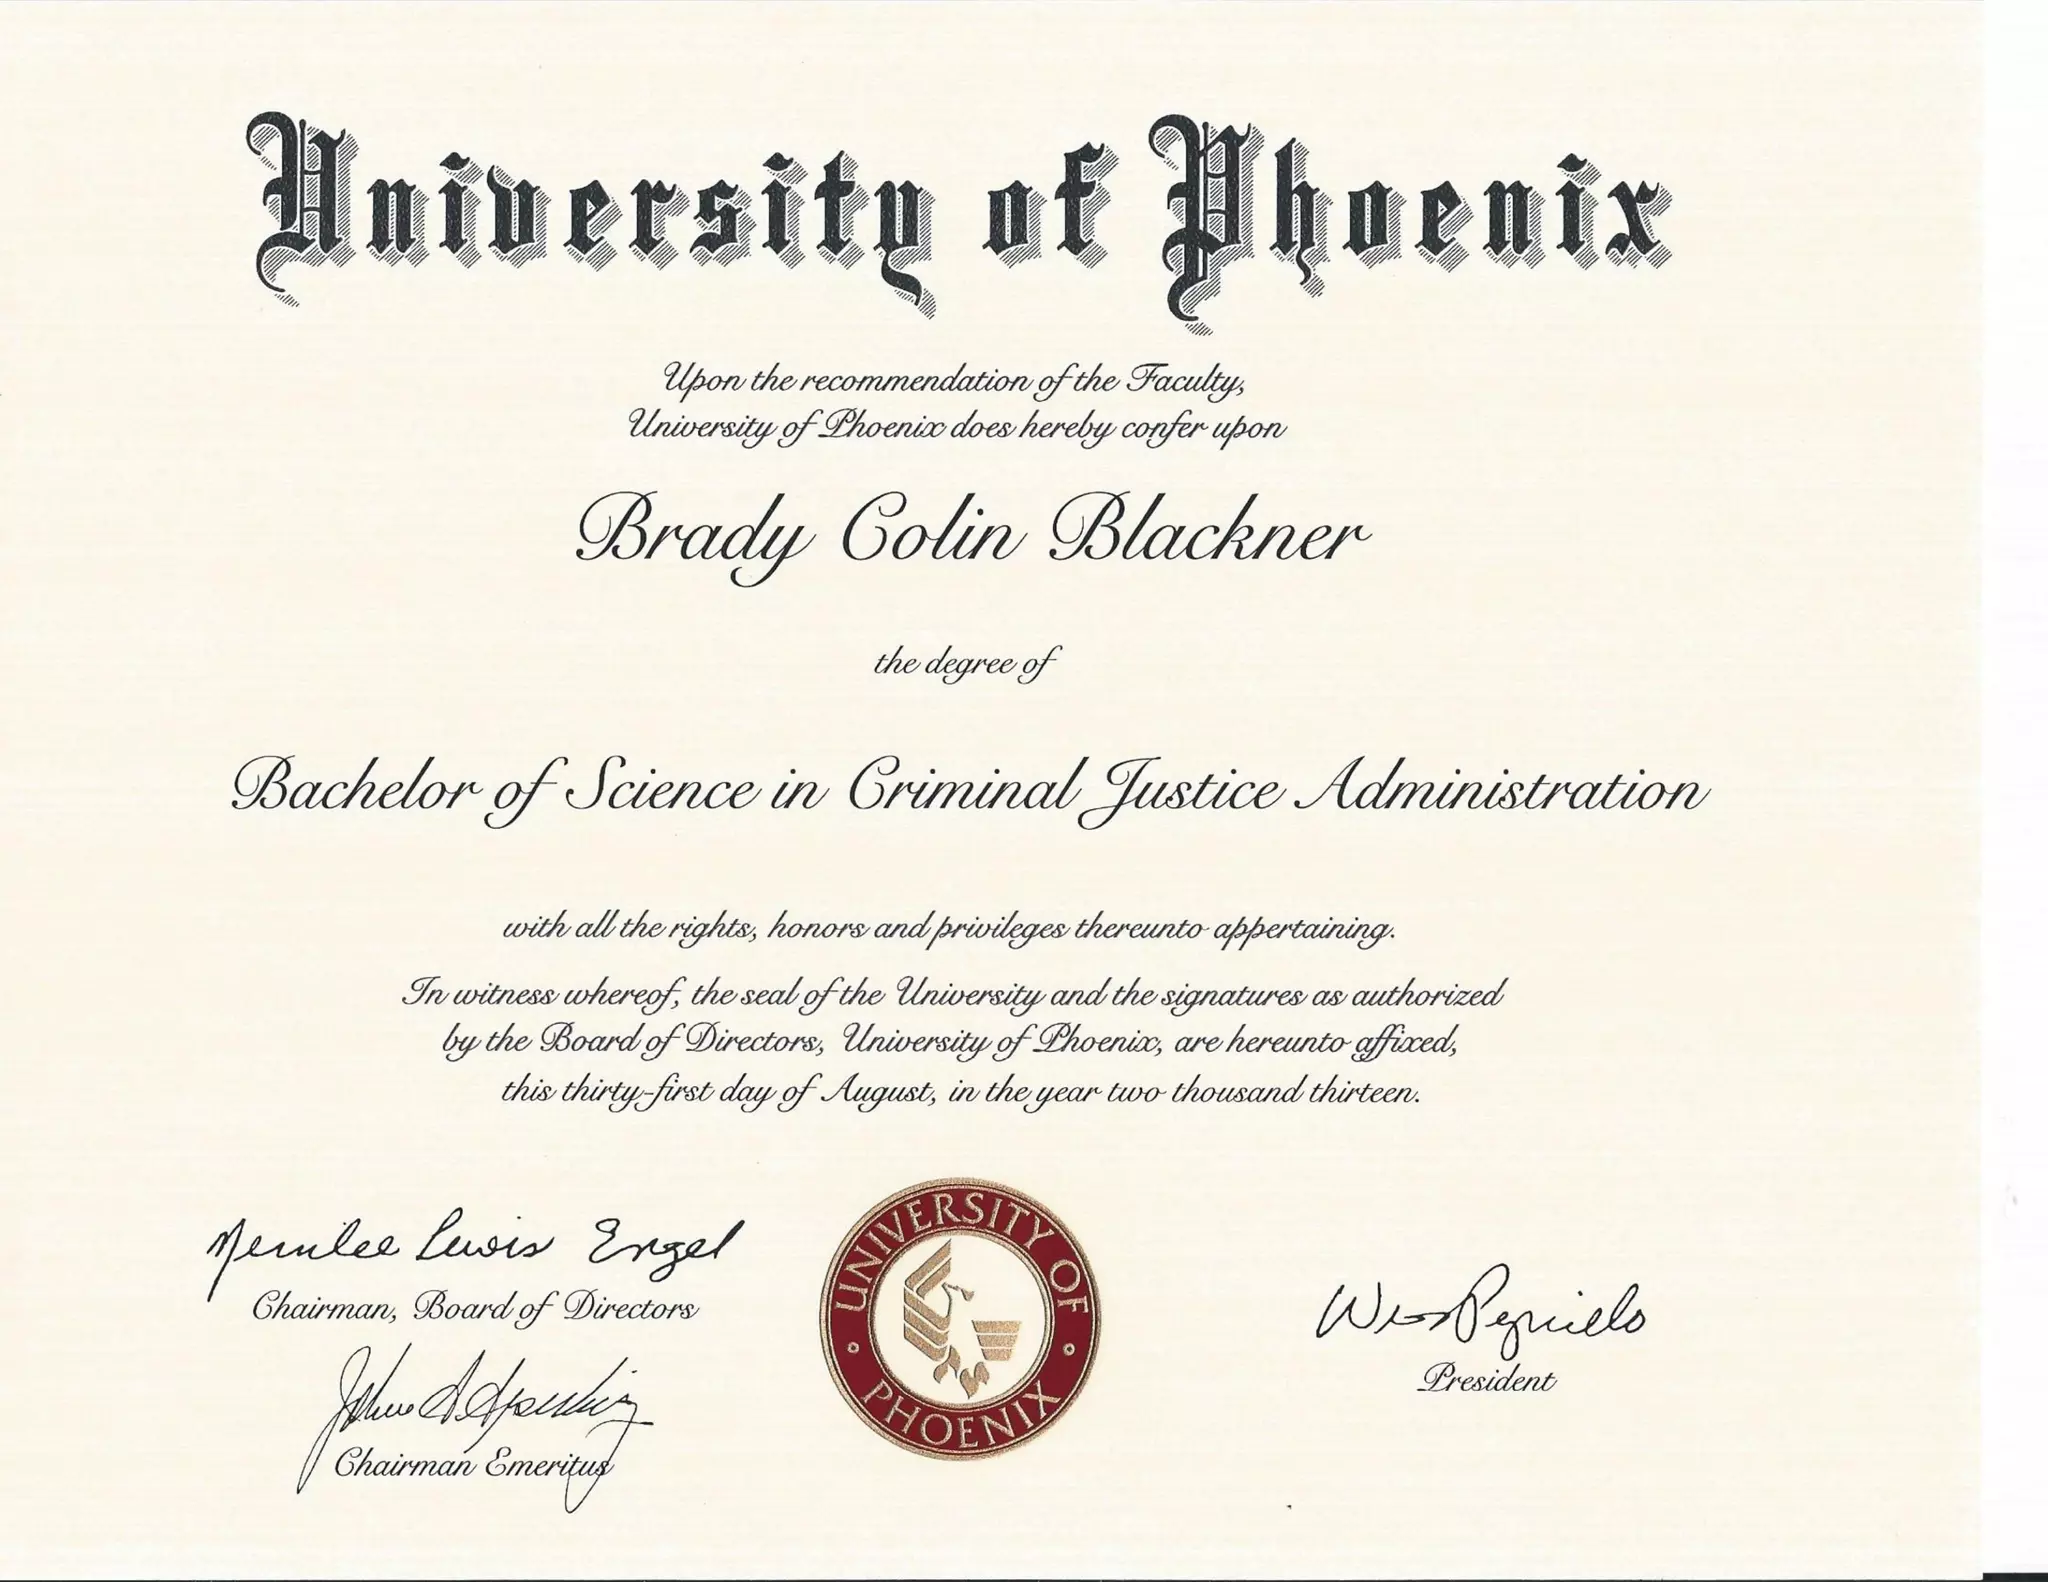 University of Phoenix
Upon the recommendation of the Faculty,
University of Phoenix does hereby confer upon
Brady Colin Blackner
the degree of
Bachelor of Science in Criminal Justice Administration
with all the rights, honors and privileges thereunto appertaining.
In witness whereof, the seal of the University and the signatures as authorized
by the Board of Directors, University of Phoenix, are hereunto affixed,
this thirty-first day of August, in the year two thousand thirteen.
Lewis Engel
Chairman, Board of Directors
Chairman Emeritus
UNIVERSITY OF
PHOENIX
President